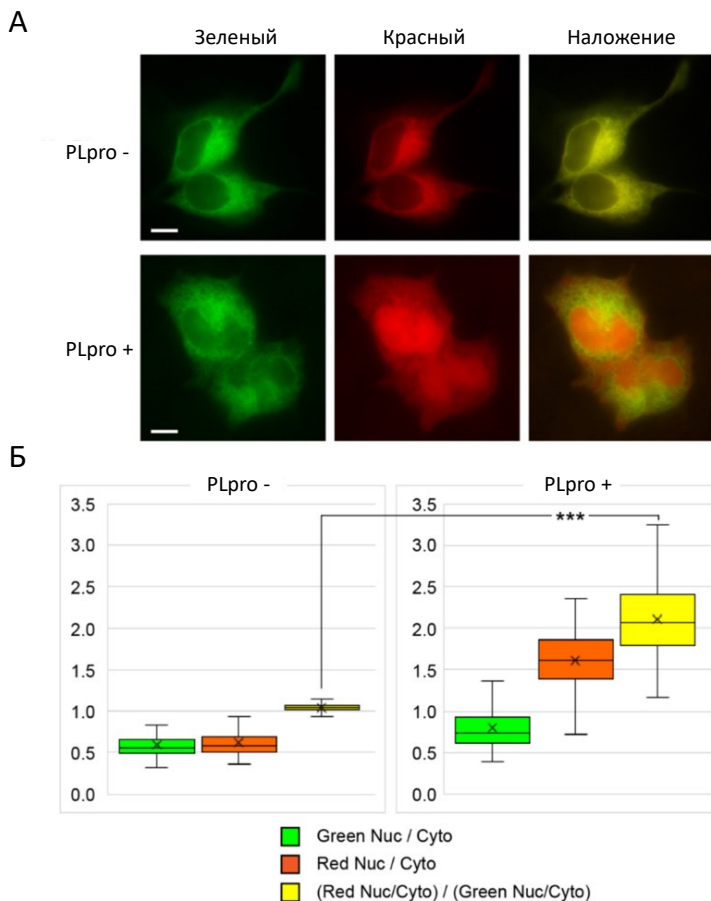 А
Зеленый Красный Наложение
PLpro -
PLpro +
Б
PLpro - PLpro +
3.5 3.5
*** 
3.0 3.0
2.5 2.5
2.0 2.0
1.5 1.5
1.0 1.0
0.5 0.5
0.0 0.0
Green Nuc / Cyto
Red Nuc / Cyto
(Red Nuc/Cyto) / (Green Nuc/Cyto)